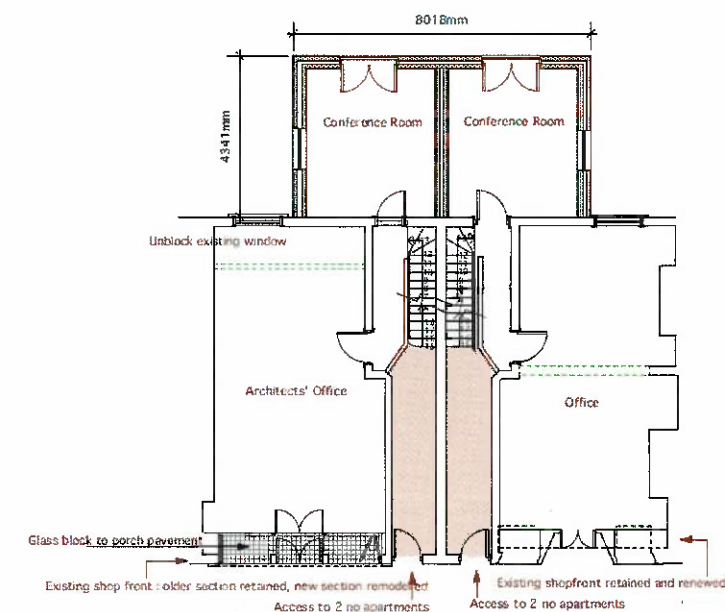 8018mm
4341mm
Conference Room
Conference Room
Unblock existing window
Architects' Office
Office
Glass block to porch pavement
Existing shop front : older section retained, new section remodelled
Existing shopfront retained and renewed
Access to 2 no apartments
Access to 2 no apartments